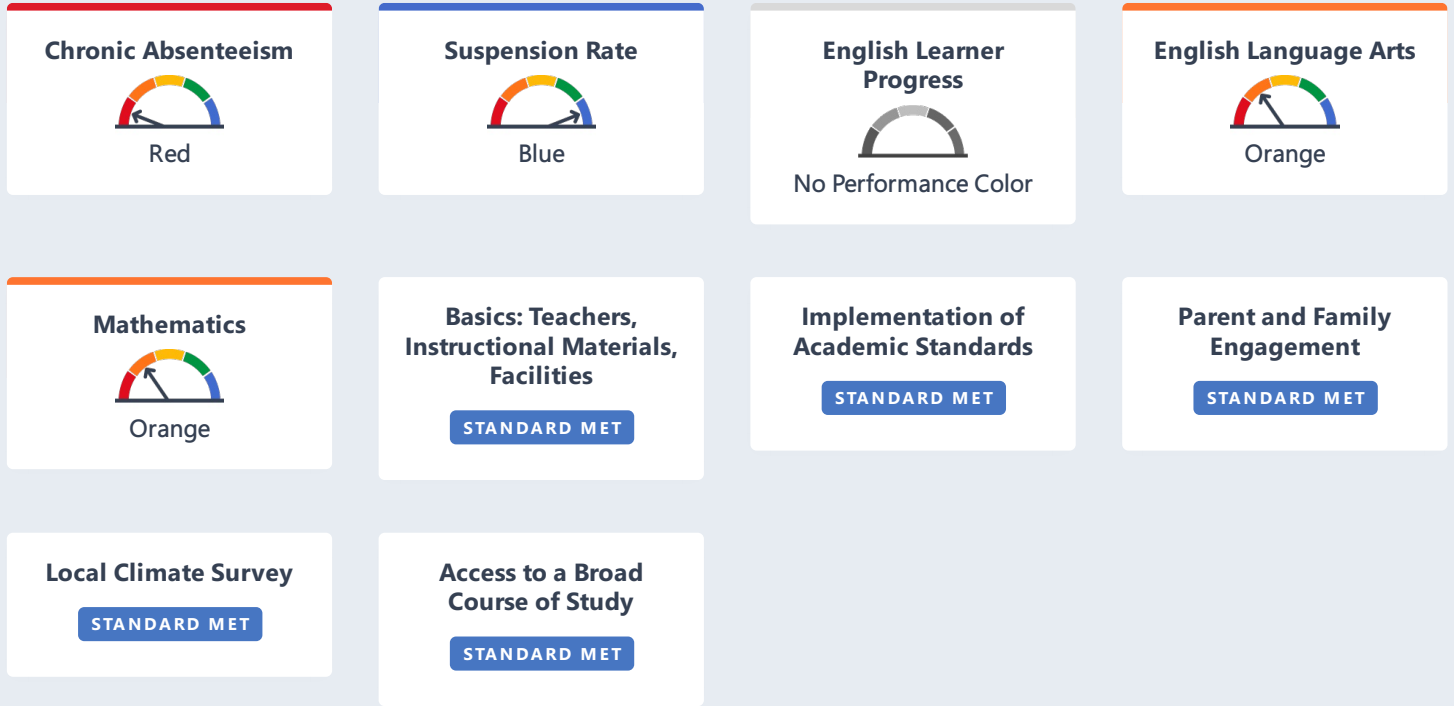 Chronic Absenteeism
Red
Suspension Rate
Blue
English Learner
Progress
No Performance Color
English Language Arts
Orange
Mathematics
Orange
Basics: Teachers,
Instructional Materials,
Facilities
STANDARD MET
Implementation of
Academic Standards
STANDARD MET
Parent and Family
Engagement
STANDARD MET
Local Climate Survey
STANDARD MET
Access to a Broad
Course of Study
STANDARD MET